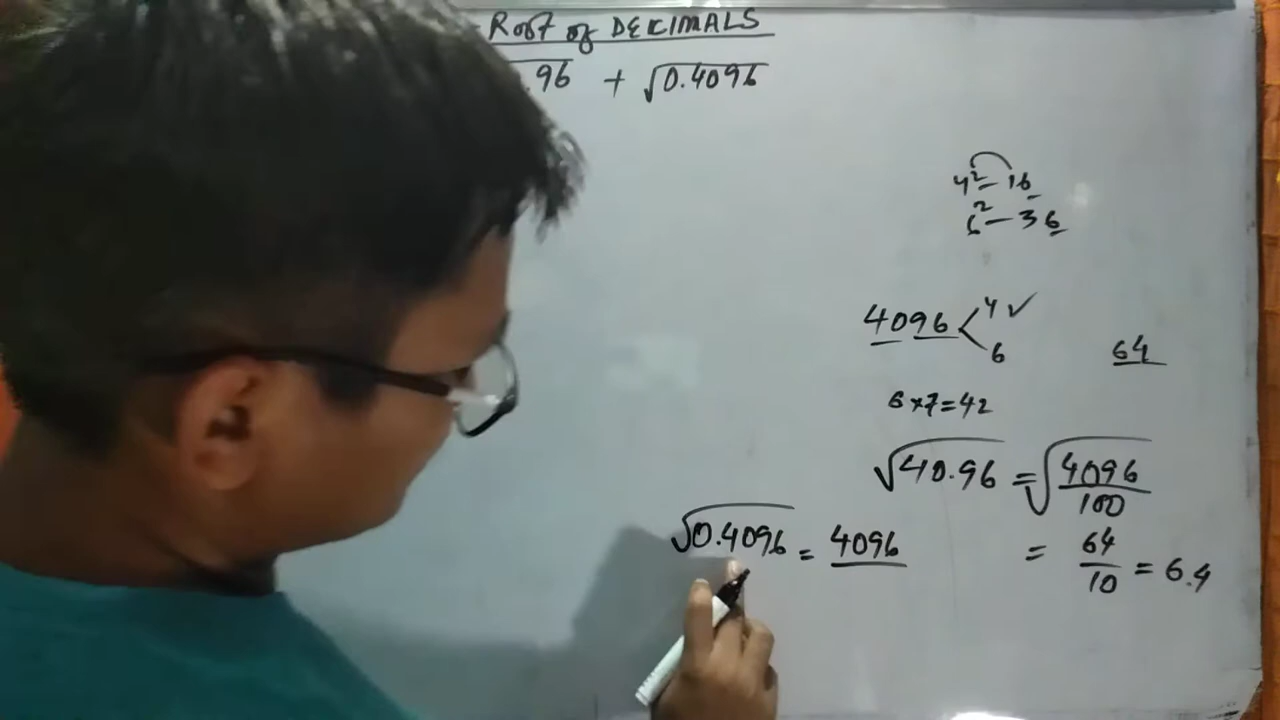 ROOT OF DECIMALS
.96 + √0.4096
4² – 16
6² – 36
4096 < 4 ✓
6
64
6×7=42
√40.96 = √4096/100
√0.4096 = 4096
= 64/10 = 6.4